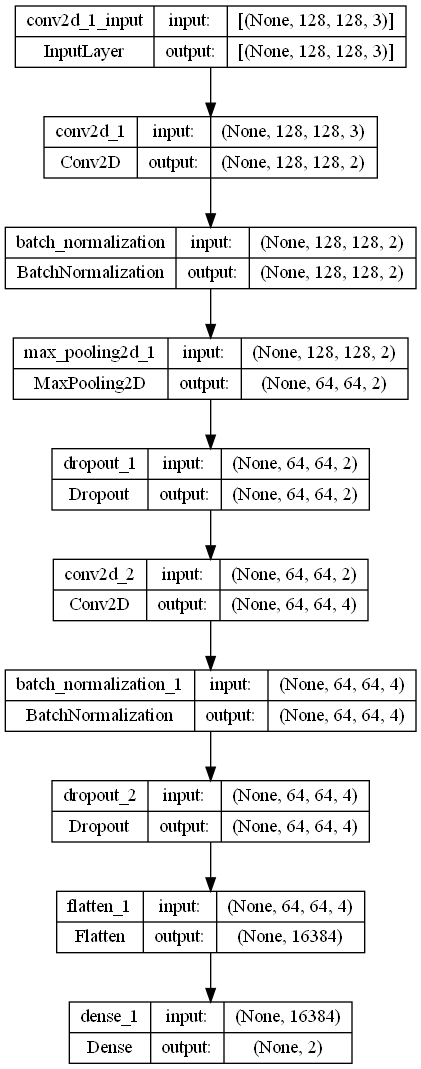 conv2d_1_input input: [(None, 128, 128, 3)]
InputLayer output: [(None, 128, 128, 3)]
conv2d_1 input: (None, 128, 128, 3)
Conv2D output: (None, 128, 128, 2)
batch_normalization input: (None, 128, 128, 2)
BatchNormalization output: (None, 128, 128, 2)
max_pooling2d_1 input: (None, 128, 128, 2)
MaxPooling2D output: (None, 64, 64, 2)
dropout_1 input: (None, 64, 64, 2)
Dropout output: (None, 64, 64, 2)
conv2d_2 input: (None, 64, 64, 2)
Conv2D output: (None, 64, 64, 4)
batch_normalization_1 input: (None, 64, 64, 4)
BatchNormalization output: (None, 64, 64, 4)
dropout_2 input: (None, 64, 64, 4)
Dropout output: (None, 64, 64, 4)
flatten_1 input: (None, 64, 64, 4)
Flatten output: (None, 16384)
dense_1 input: (None, 16384)
Dense output: (None, 2)